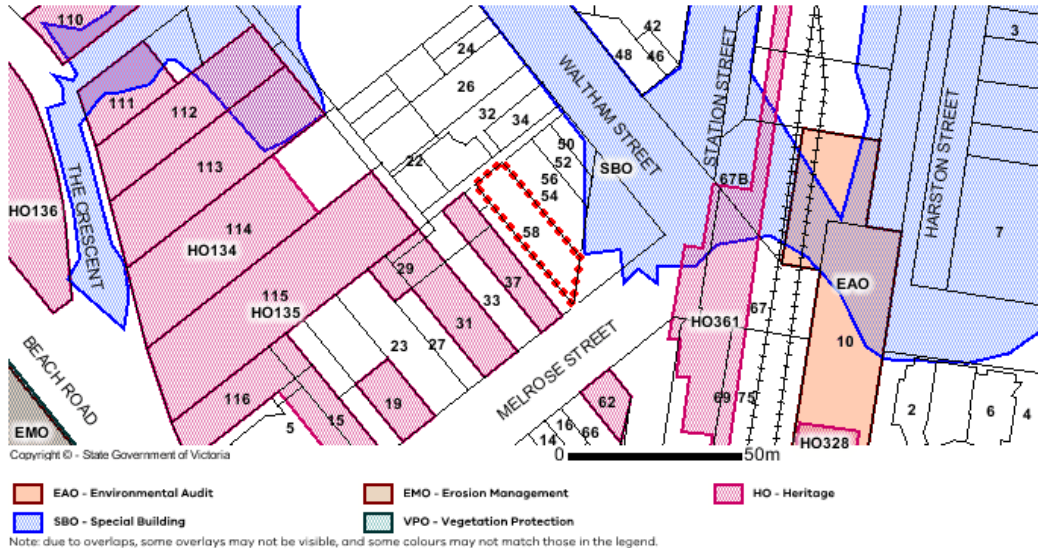 110
24
42
48
46
3
26
111
112
32
34
WALTHAM STREET
STATION STREET
HARSTON STREET
50
52
113
22
SBO
56
54
67B
THE CRESCENT
HO136
114
58
7
HO134
29
37
EAO
115
HO135
33
31
HO361
67
10
23
27
BEACH ROAD
MELROSE STREET
116
19
62
69
75
2
6
4
15
5
16
14
66
EMO
HO328
Copyright © - State Government of Victoria
0
50m
EAO - Environmental Audit
EMO - Erosion Management
HO - Heritage
SBO - Special Building
VPO - Vegetation Protection
Note: due to overlaps, some overlays may not be visible, and some colours may not match those in the legend.